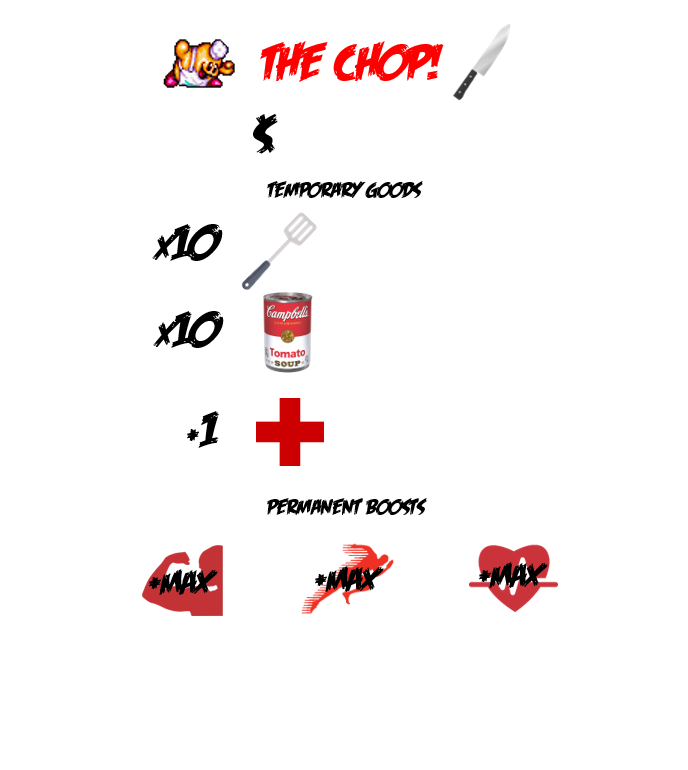 THE CHOP!
$
TEMPORARY GOODS
x10
x10
Campbell's
Tomato
SOUP
+1
PERMANENT BOOSTS
+MAX +MAX +MAX